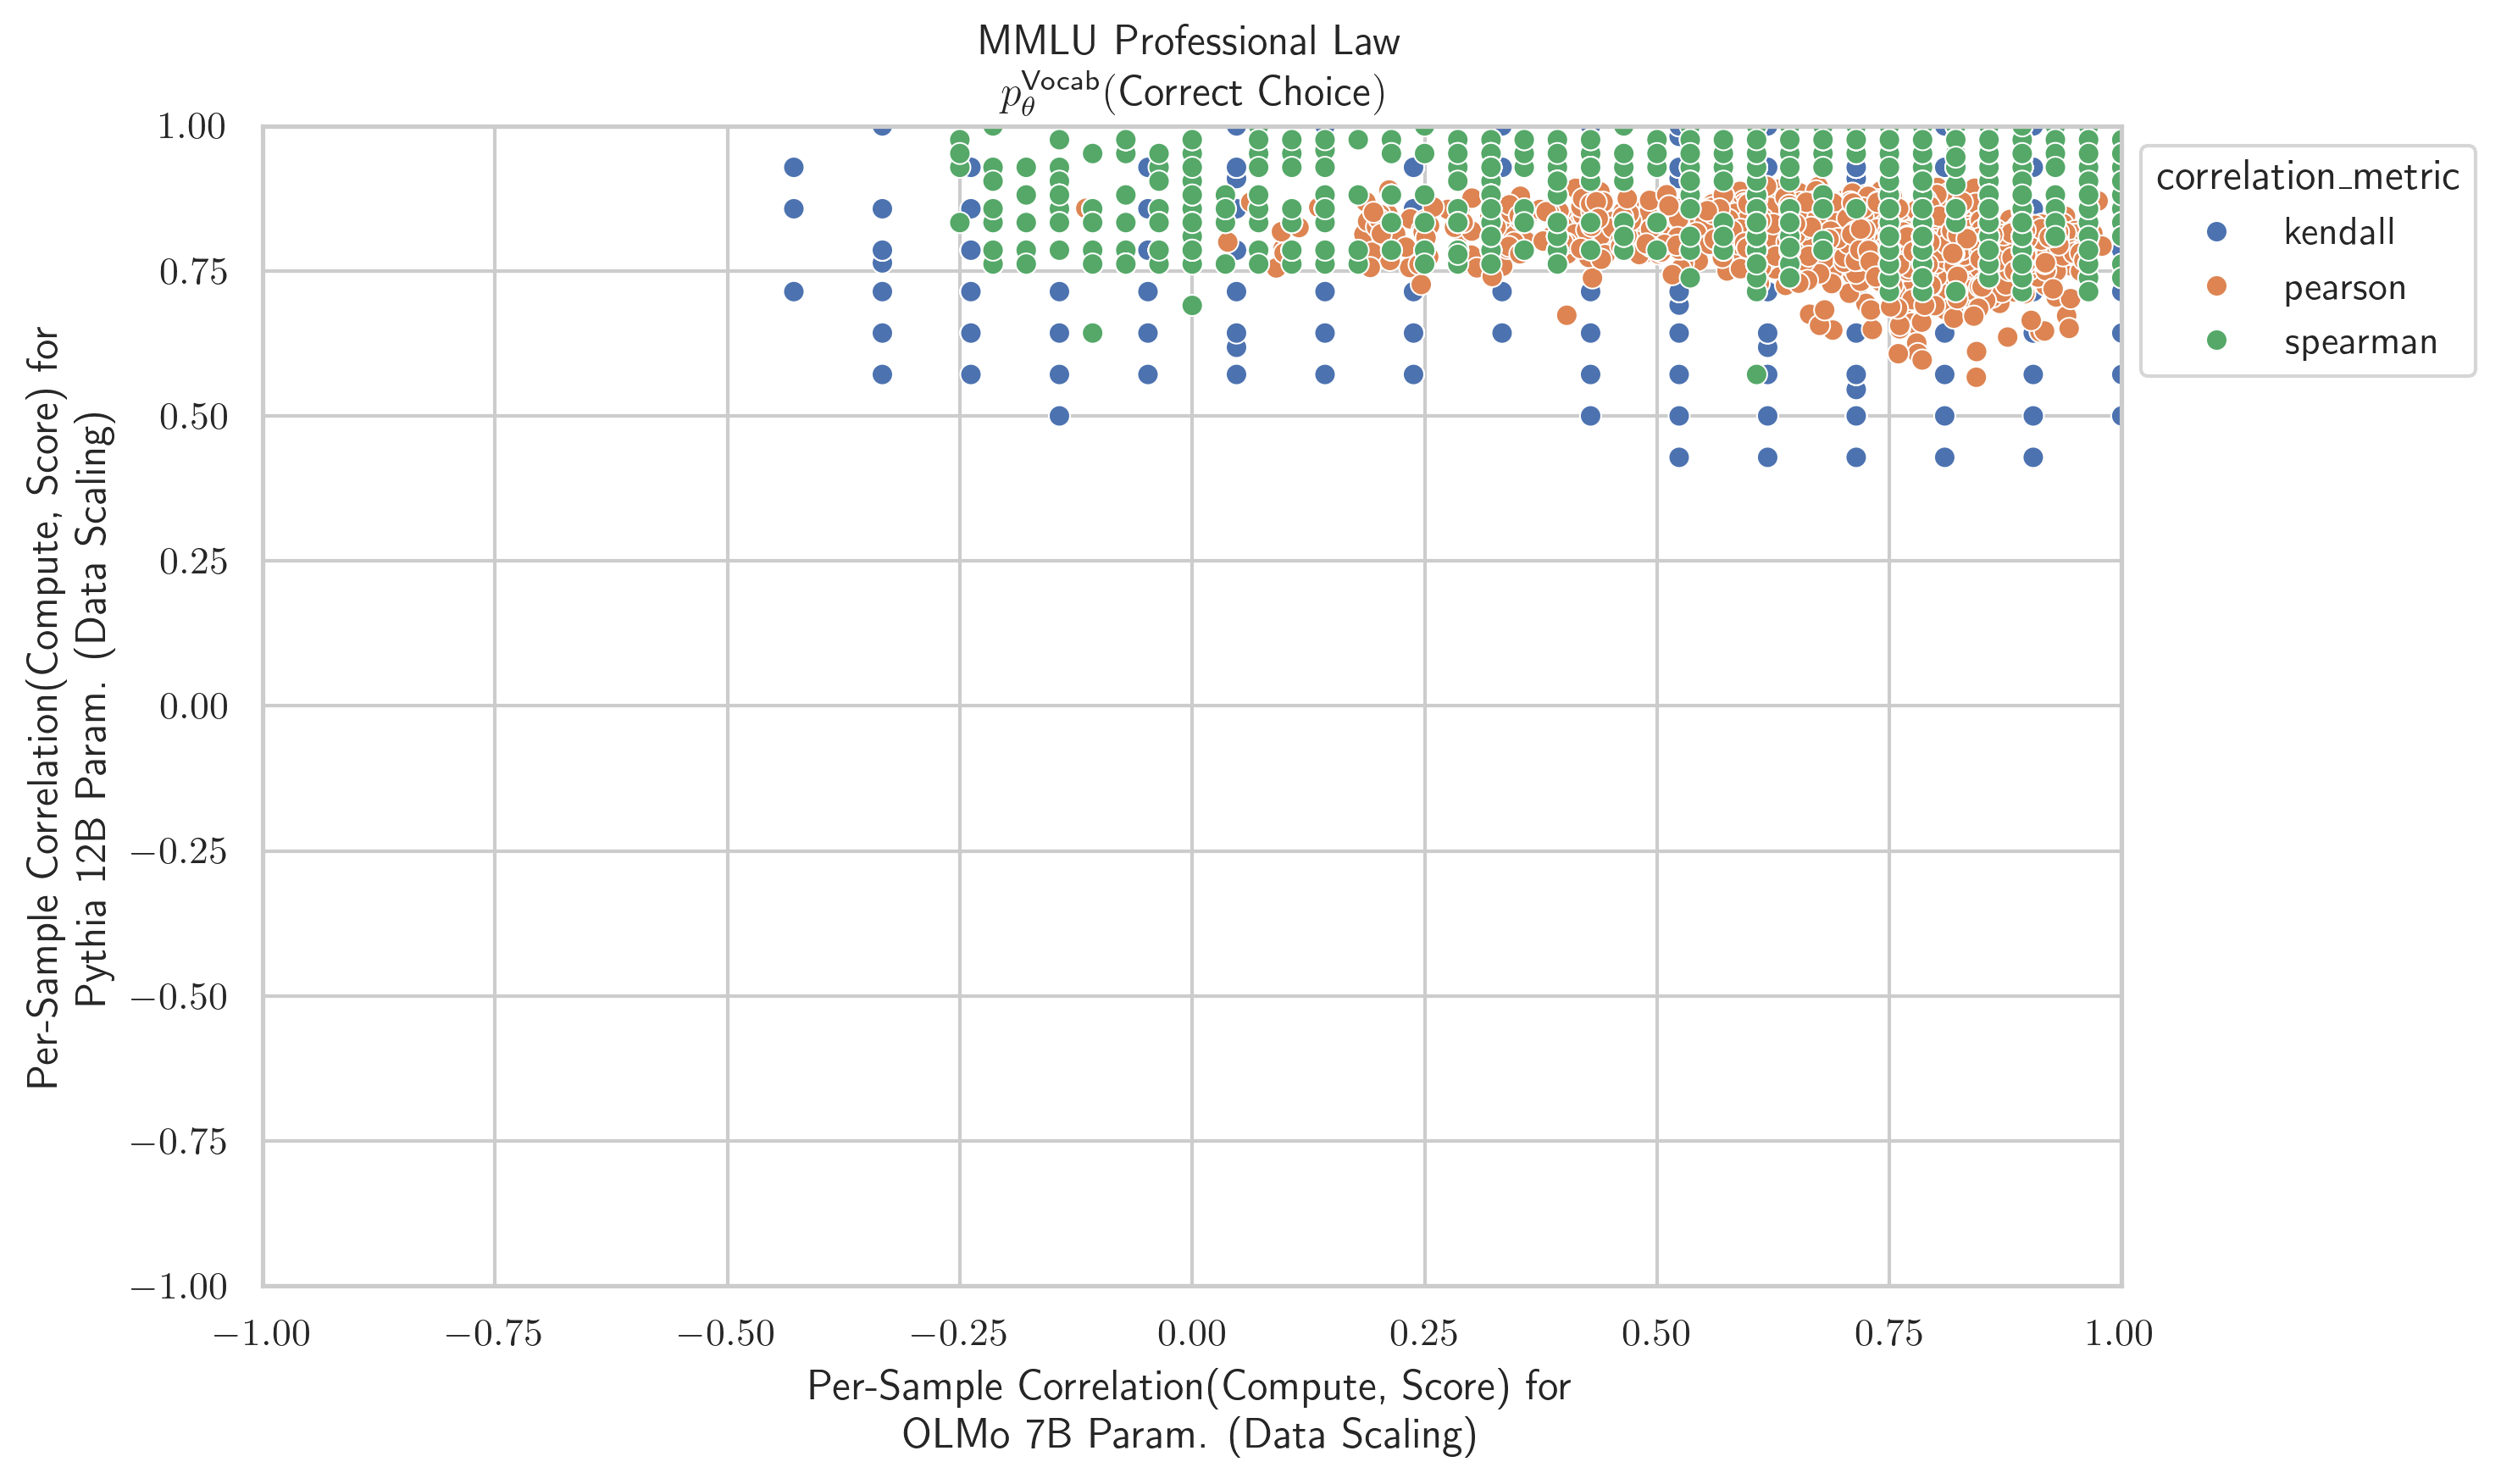 MMLU Professional Law
p_θ^Vocab(Correct Choice)
1.00
0.75
0.50
0.25
0.00
−0.25
−0.50
−0.75
−1.00
Per-Sample Correlation(Compute, Score) for
Pythia 12B Param. (Data Scaling)
−1.00 −0.75 −0.50 −0.25 0.00 0.25 0.50 0.75 1.00
Per-Sample Correlation(Compute, Score) for
OLMo 7B Param. (Data Scaling)
correlation_metric
kendall
pearson
spearman